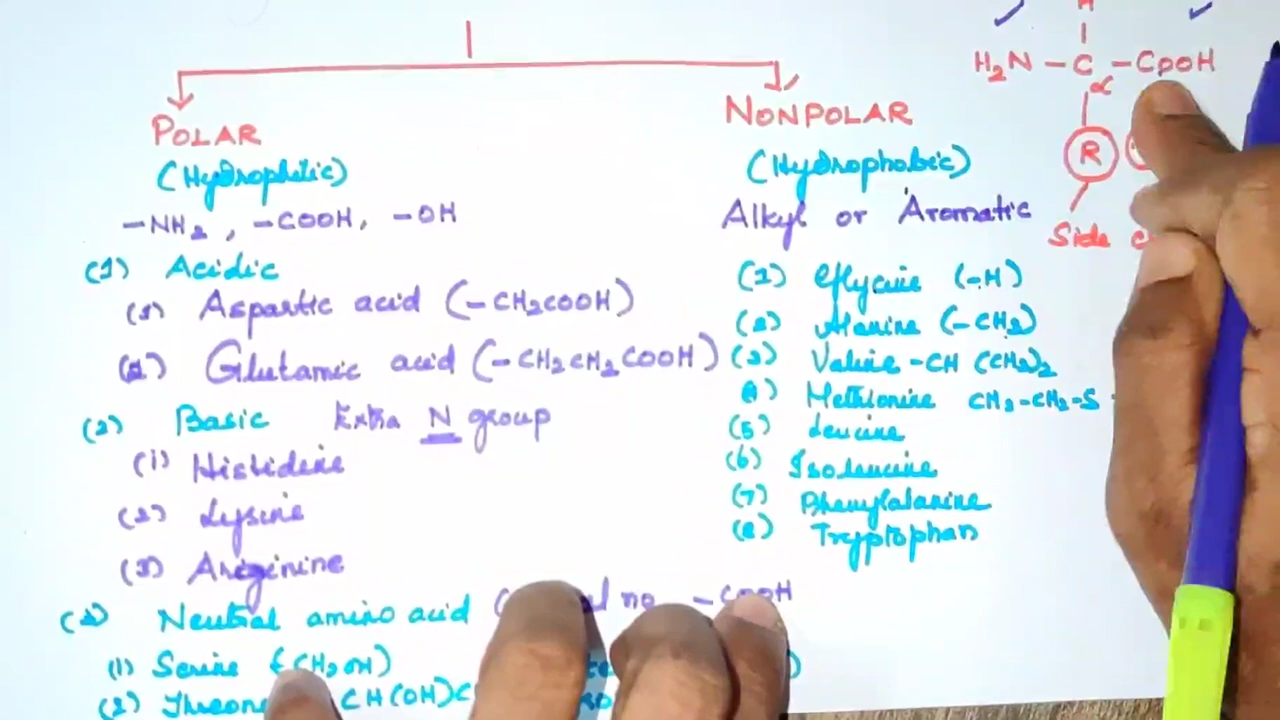 H
H₂N – C – COOH
α
R
Side
POLAR
(Hydrophilic)
–NH₂, –COOH, –OH
(1) Acidic
(1) Aspartic acid (–CH₂COOH)
(2) Glutamic acid (–CH₂CH₂COOH)
(2) Basic Extra N group
(1) Histidine
(2) Lysine
(3) Arginine
(3) Neutral amino acid no –COOH
(1) Serine (CH₂OH)
(2) CH(OH)C
NONPOLAR
(Hydrophobic)
Alkyl or Aromatic
(1) Glycine (–H)
(2) Alanine (–CH₃)
(3) Valine –CH (CH₃)₂
(4) Methionine CH₂–CH₂–S
(5) Leucine
(6) Isoleucine
(7) Phenylalanine
(8) Tryptophan